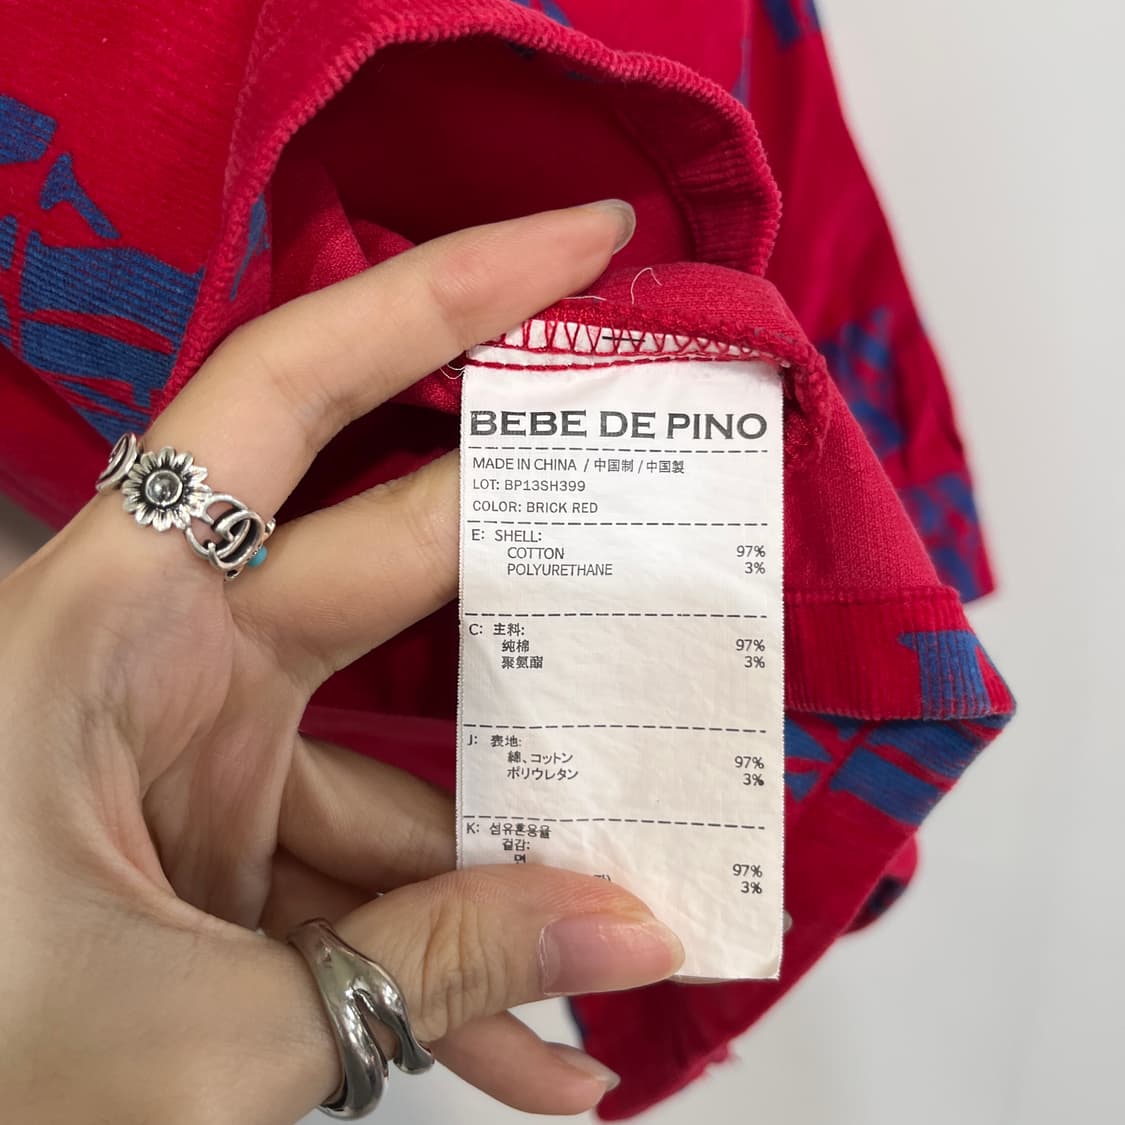 BEBE DE PINO
MADE IN CHINA / 中国制 / 中国製
LOT: BP13SH399
COLOR: BRICK RED
E: SHELL:
COTTON 97%
POLYURETHANE 3%
C: 主料:
纯棉 97%
聚氨酯 3%
J: 表地:
綿、コットン 97%
ポリウレタン 3%
K: 섬유혼용율
겉감:
면 97%
3%